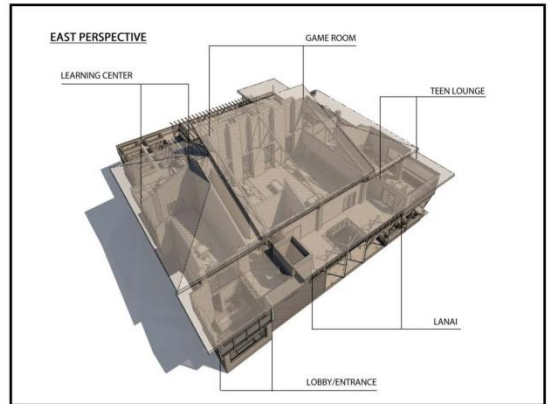 EAST PERSPECTIVE
GAME ROOM
LEARNING CENTER
TEEN LOUNGE
LANAI
LOBBY/ENTRANCE